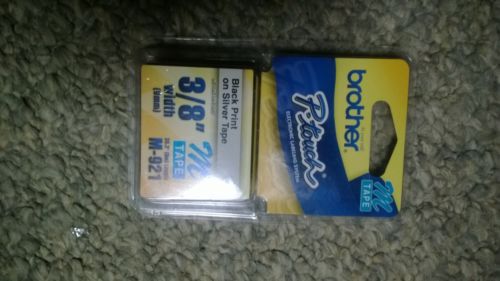 brother
P-touch
ELECTRONIC LABELING SYSTEM
M
TAPE
Black Print
on Silver Tape
3/8"
width
(9mm)
M
TAPE
M-921